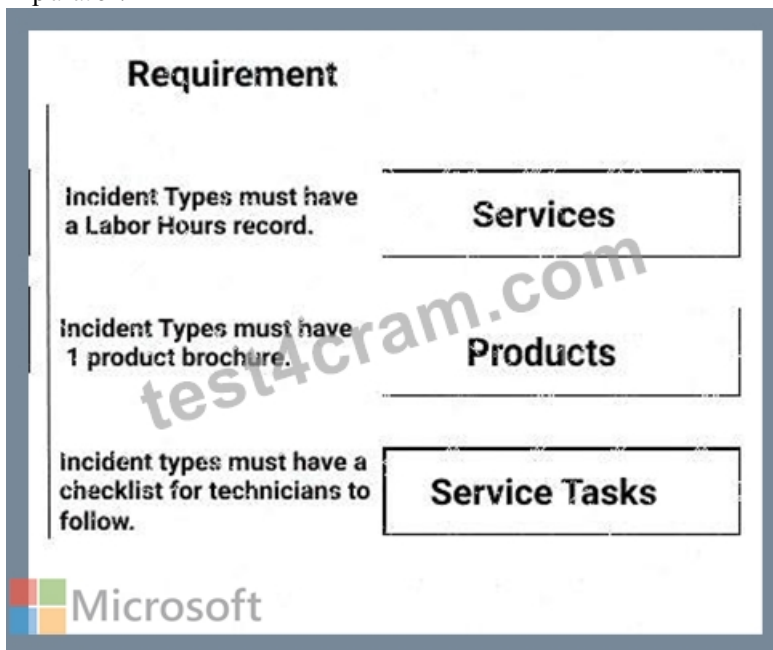 Requirement
Incident Types must have
a Labor Hours record.
Services
Incident Types must have
1 product brochure.
Products
Incident types must have a
checklist for technicians to
follow.
Service Tasks
test4cram.com
Microsoft